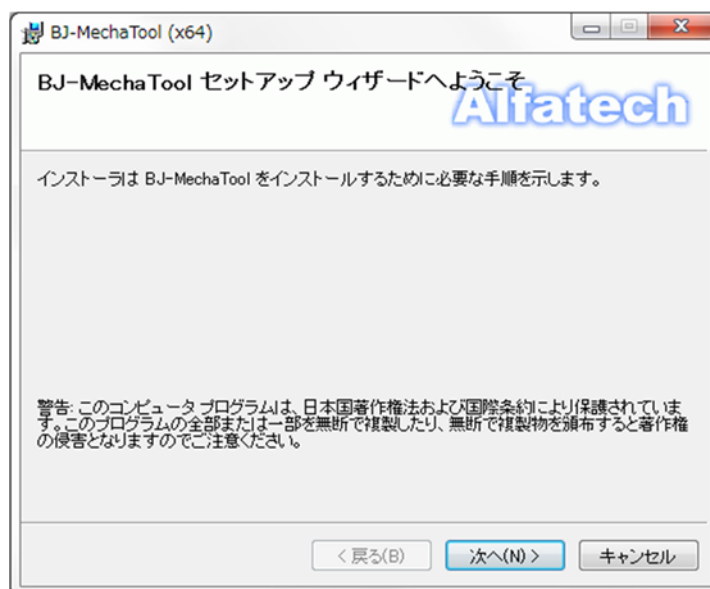 BJ-MechaTool (x64)
BJ-MechaTool セットアップ ウィザードへようこそ
Alfatech
インストーラは BJ-MechaTool をインストールするために必要な手順を示します。
警告: このコンピュータ プログラムは、日本国著作権法および国際条約により保護されていま
す。このプログラムの全部または一部を無断で複製したり、無断で複製物を頒布すると著作権
の侵害となりますのでご注意ください。
< 戻る(B)
次へ(N) >
キャンセル